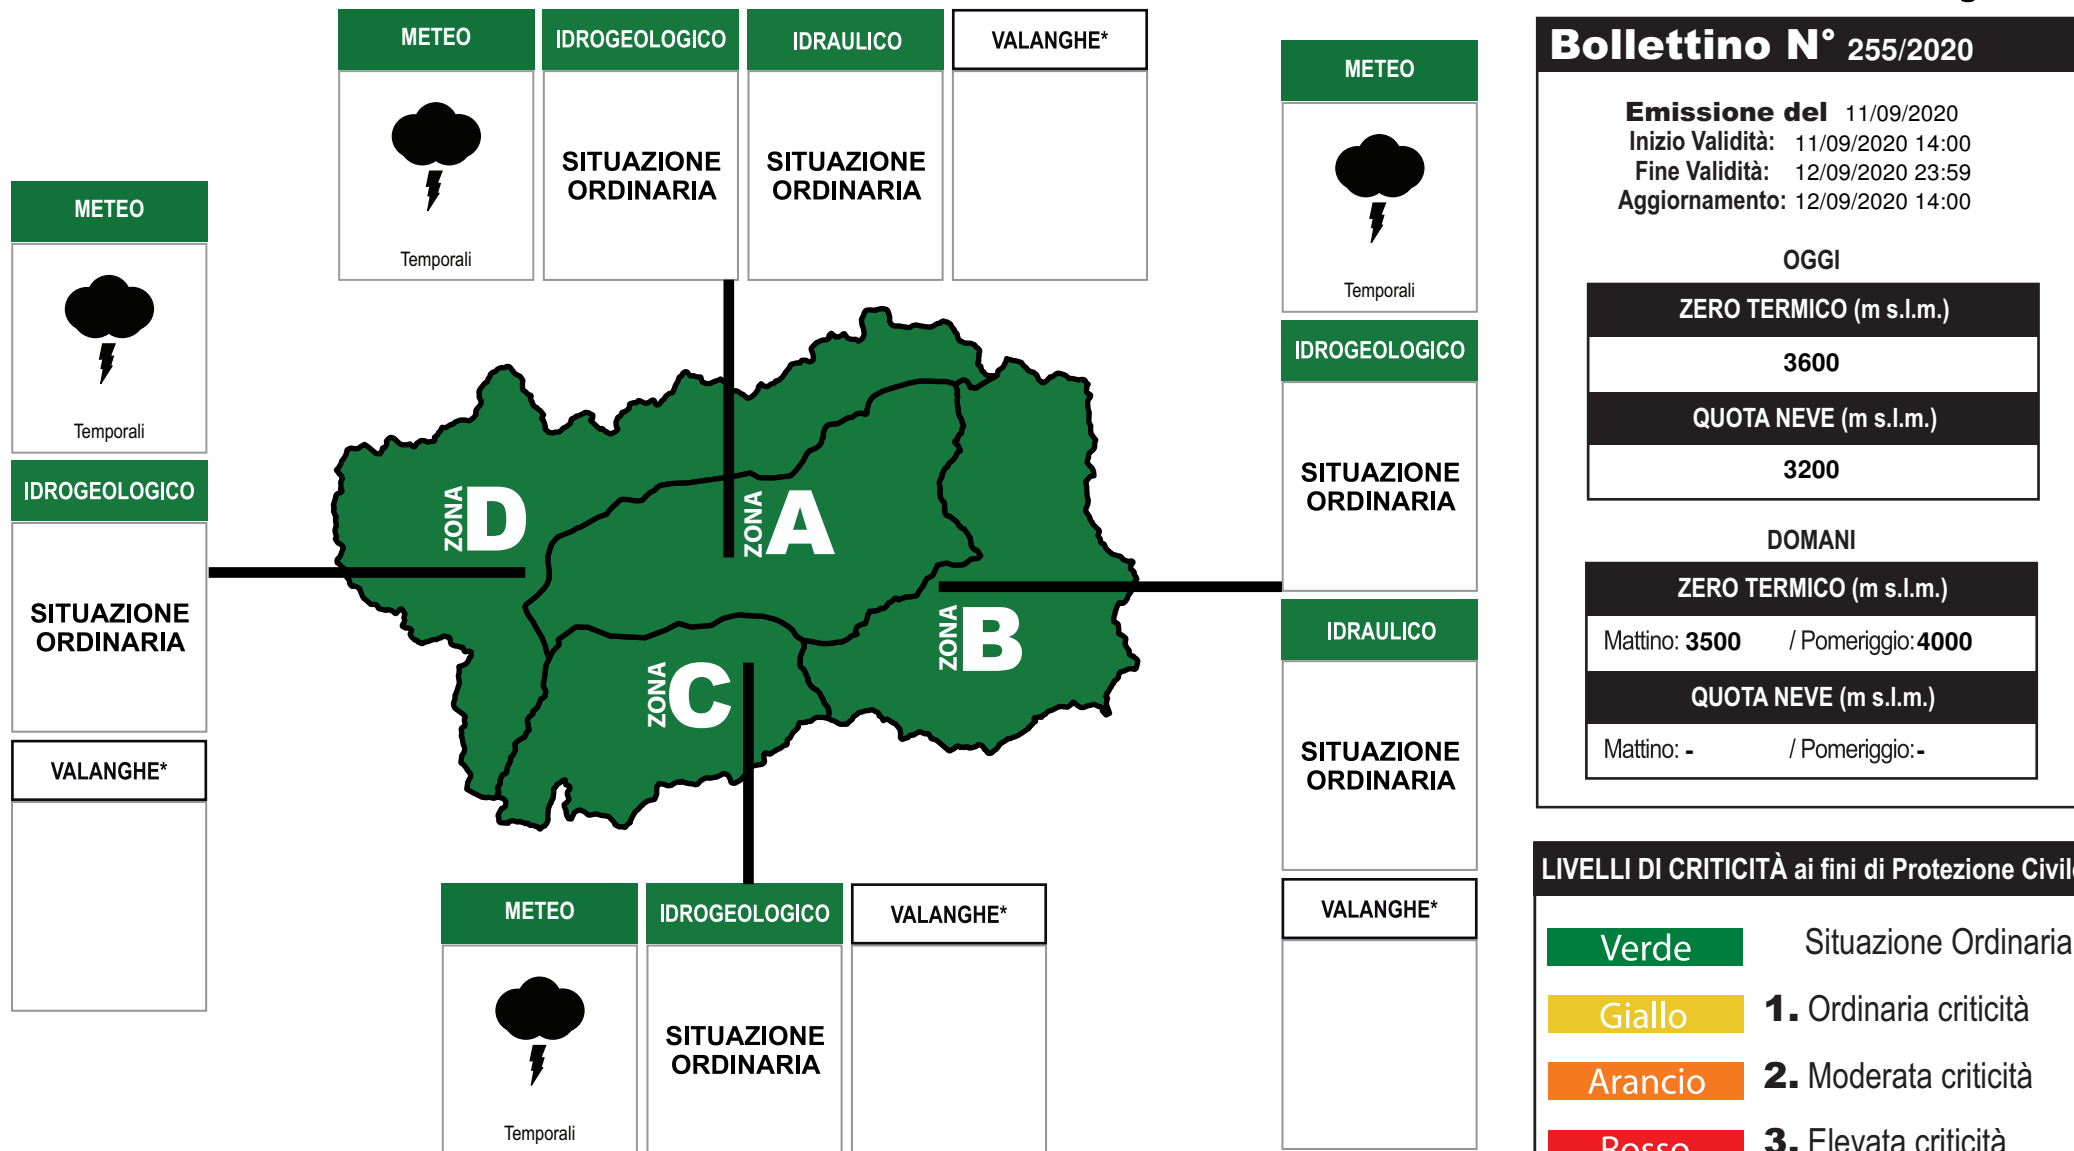 METEO
IDROGEOLOGICO
IDRAULICO
VALANGHE*
Temporali
SITUAZIONE
ORDINARIA
SITUAZIONE
ORDINARIA
METEO
Temporali
IDROGEOLOGICO
SITUAZIONE
ORDINARIA
VALANGHE*
ZONA D
ZONA A
ZONA B
ZONA C
METEO
Temporali
IDROGEOLOGICO
SITUAZIONE
ORDINARIA
IDRAULICO
SITUAZIONE
ORDINARIA
VALANGHE*
METEO
IDROGEOLOGICO
VALANGHE*
Temporali
SITUAZIONE
ORDINARIA
Bollettino N° 255/2020
Emissione del 11/09/2020
Inizio Validità: 11/09/2020 14:00
Fine Validità: 12/09/2020 23:59
Aggiornamento: 12/09/2020 14:00
OGGI
ZERO TERMICO (m s.l.m.)
3600
QUOTA NEVE (m s.l.m.)
3200
DOMANI
ZERO TERMICO (m s.l.m.)
Mattino: 3500 / Pomeriggio: 4000
QUOTA NEVE (m s.l.m.)
Mattino: - / Pomeriggio: -
LIVELLI DI CRITICITÀ ai fini di Protezione Civile
Verde Situazione Ordinaria
Giallo 1. Ordinaria criticità
Arancio 2. Moderata criticità
Rosso 3. Elevata criticità